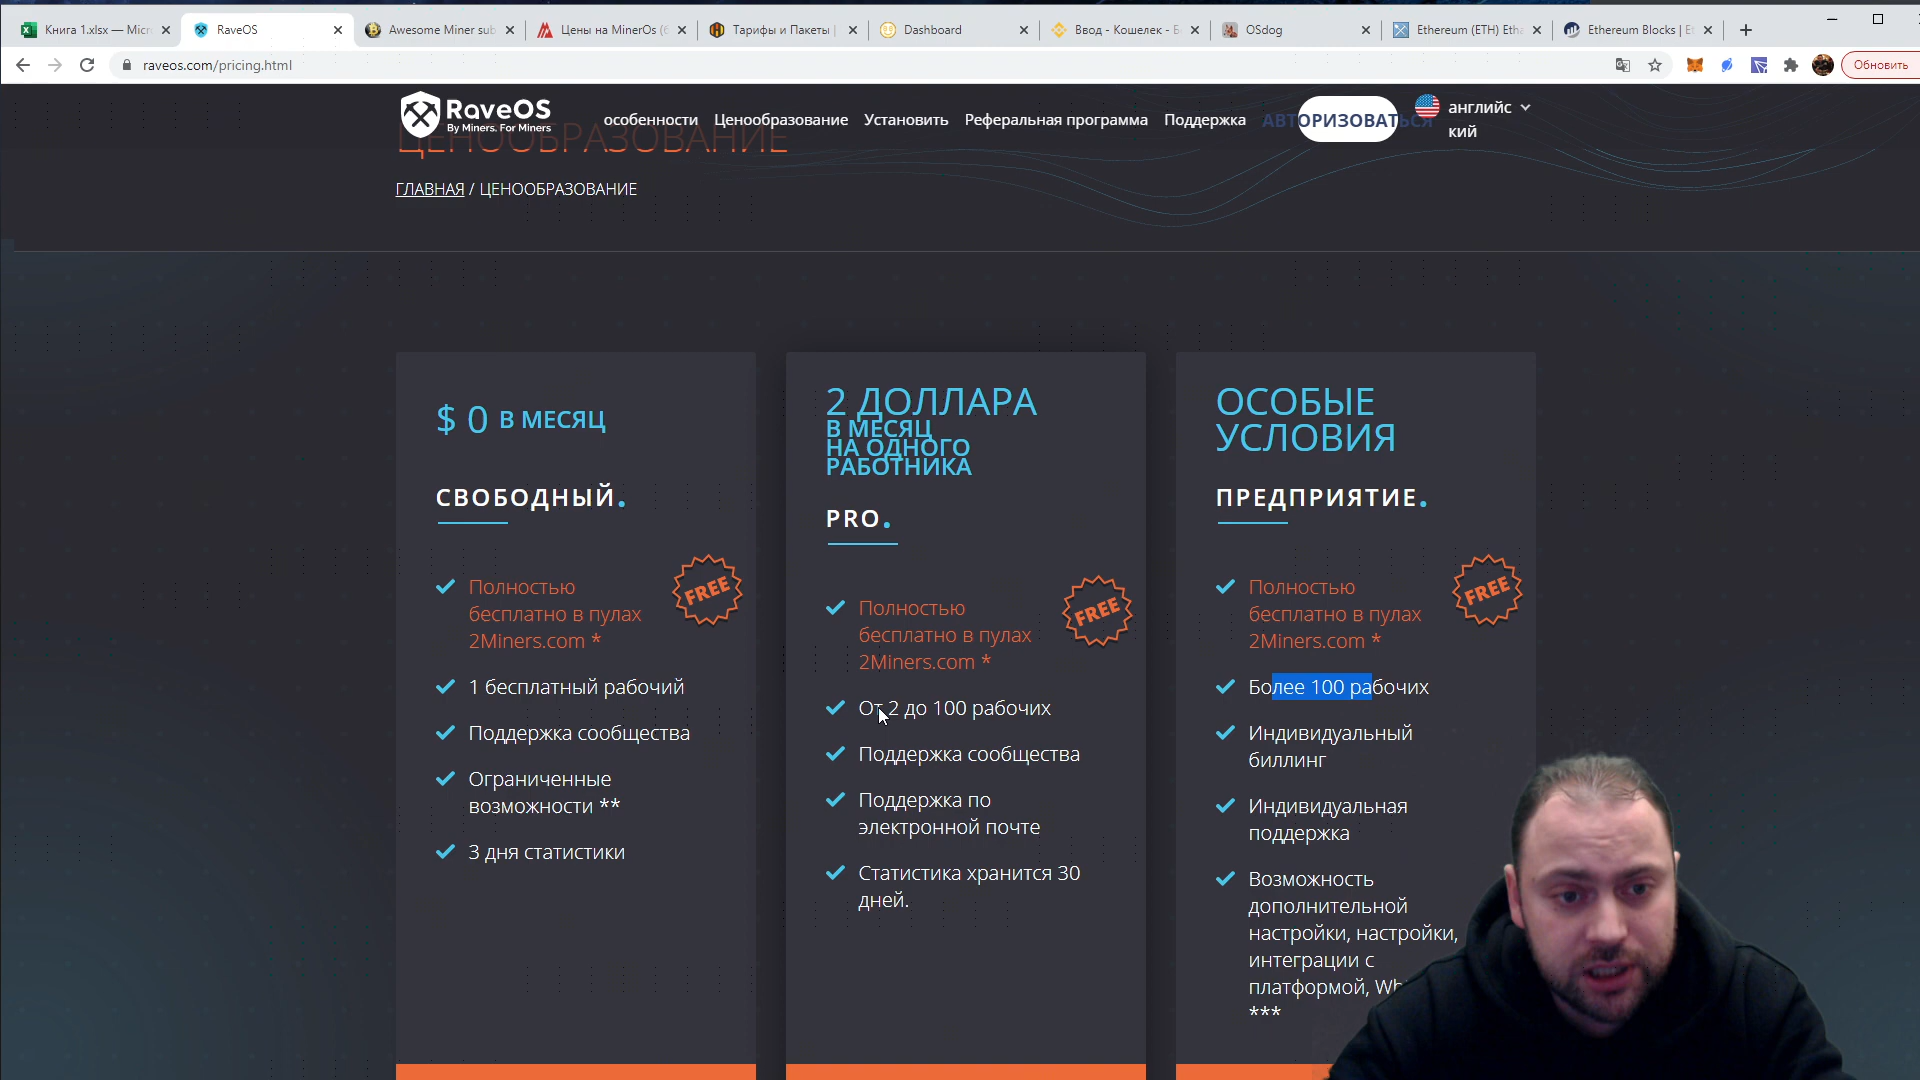 Книга 1.xlsx — Micr
RaveOS
Awesome Miner sub
Цены на MinerOs (б
Тарифы и Пакеты |
Dashboard
Ввод - Кошелек - Б
OSdog
Ethereum (ETH) Eth
Ethereum Blocks | Et
raveos.com/pricing.html
Обновить
RaveOS
By Miners. For Miners
особенности
Ценообразование
Установить
Реферальная программа
Поддержка
АВТОРИЗОВАТЬСЯ
английс
кий
ЦЕНООБРАЗОВАНИЕ
ГЛАВНАЯ / ЦЕНООБРАЗОВАНИЕ
$ 0 В МЕСЯЦ
СВОБОДНЫЙ.
Полностью
бесплатно в пулах
2Miners.com *
FREE
1 бесплатный рабочий
Поддержка сообщества
Ограниченные
возможности **
3 дня статистики
2 ДОЛЛАРА
В МЕСЯЦ
НА ОДНОГО
РАБОТНИКА
PRO.
Полностью
бесплатно в пулах
2Miners.com *
FREE
От 2 до 100 рабочих
Поддержка сообщества
Поддержка по
электронной почте
Статистика хранится 30
дней.
ОСОБЫЕ
УСЛОВИЯ
ПРЕДПРИЯТИЕ.
Полностью
бесплатно в пулах
2Miners.com *
FREE
Более 100 рабочих
Индивидуальный
биллинг
Индивидуальная
поддержка
Возможность
дополнительной
настройки, настройки,
интеграции с
платформой, Wh
***